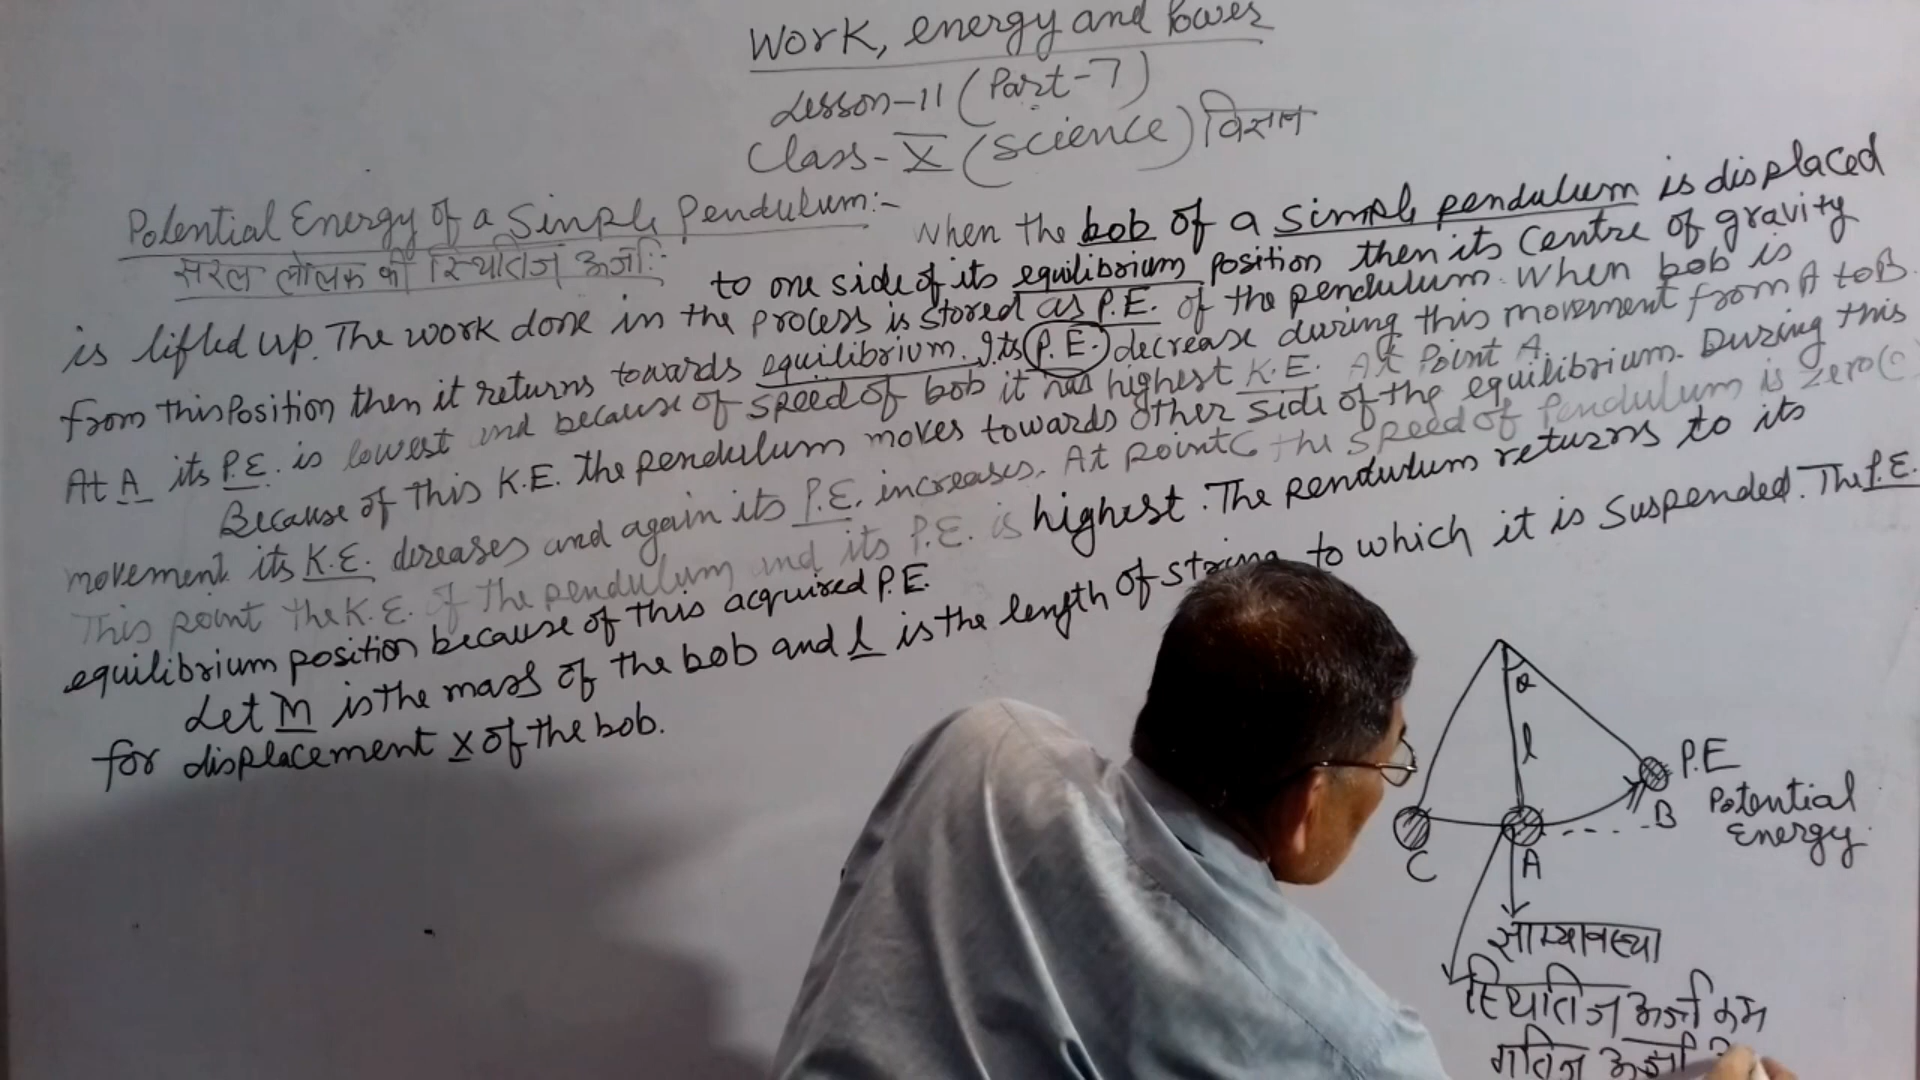 Work, energy and Power
Lesson-11 (Part-7)
Class-X (Science) विज्ञान
Potential Energy of a Simple Pendulum:-
सरल लोलक की स्थितिज ऊर्जा:-
When the bob of a simple pendulum is displaced
to one side of its equilibrium position then its Centre of gravity
is lifted up. The work done in the process is stored as P.E. of the pendulum. When bob is
from this Position then it returns towards equilibrium. Its P.E. decrease during this movement from A to B.
At A its P.E. is lowest and because of speed of bob it has highest K.E. At Point A.
Because of this K.E. the pendulum moves towards other side of the equilibrium. During this
movement its K.E. dereases and again its P.E. increases. At point C the speed of Pendulum is Zero(0
This point the K.E. of the pendulum and its P.E. is highest. The Pendulum returns to its
equilibrium position because of this acquired P.E.
Let M is the mass of the bob and l is the length of string to which it is Suspended. The P.E.
for displacement x of the bob.
l
P.E
Potential
Energy
B
C
A
साम्यावस्था
स्थितिज ऊर्जा कम
गतिज ऊर्जा